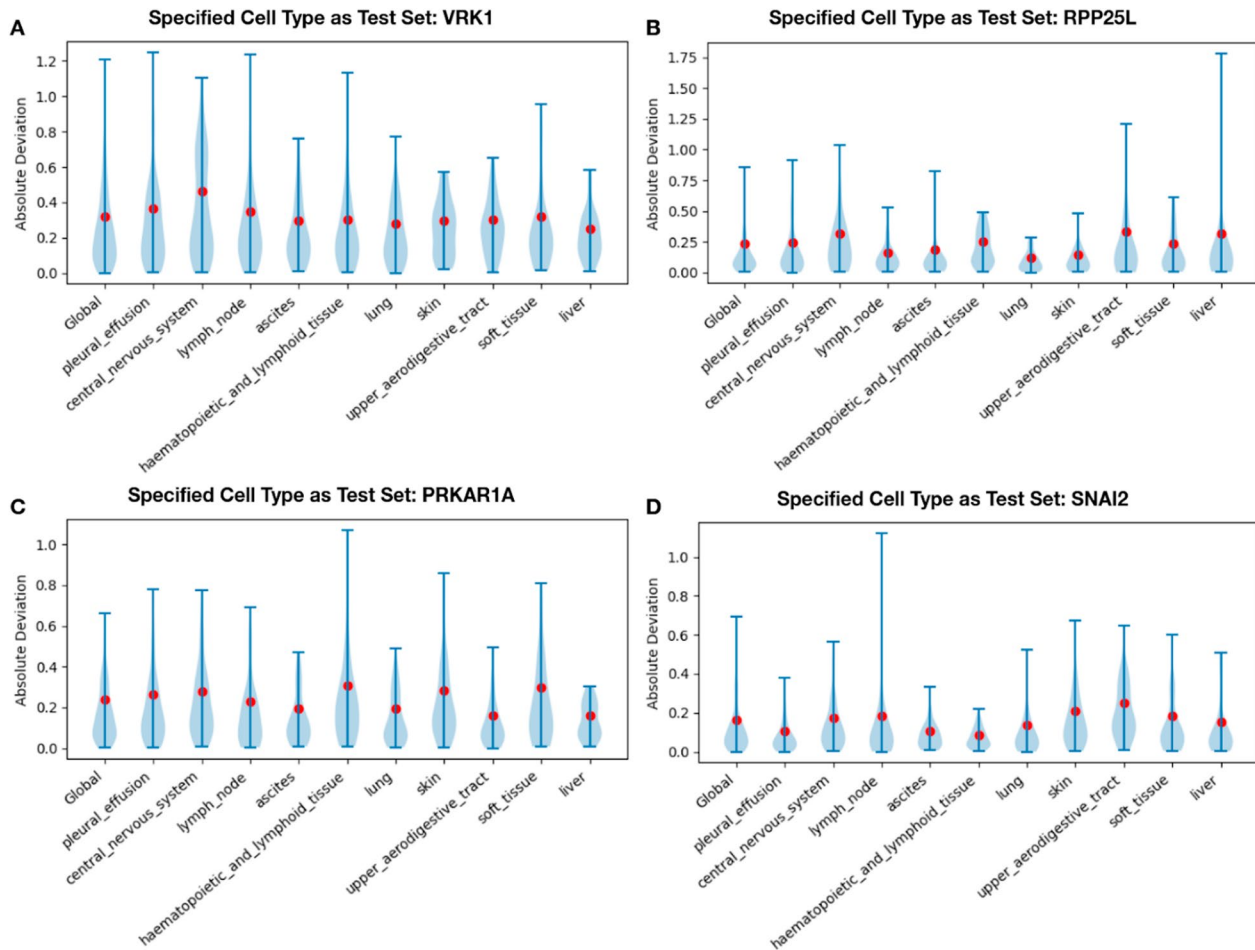 A
Specified Cell Type as Test Set: VRK1
Absolute Deviation
1.2
1.0
0.8
0.6
0.4
0.2
0.0
Global
pleural_effusion
central_nervous_system
lymph_node
ascites
haematopoietic_and_lymphoid_tissue
lung
skin
upper_aerodigestive_tract
soft_tissue
liver
B
Specified Cell Type as Test Set: RPP25L
Absolute Deviation
1.75
1.50
1.25
1.00
0.75
0.50
0.25
0.00
Global
pleural_effusion
central_nervous_system
lymph_node
ascites
haematopoietic_and_lymphoid_tissue
lung
skin
upper_aerodigestive_tract
soft_tissue
liver
C
Specified Cell Type as Test Set: PRKAR1A
Absolute Deviation
1.0
0.8
0.6
0.4
0.2
0.0
Global
pleural_effusion
central_nervous_system
lymph_node
ascites
haematopoietic_and_lymphoid_tissue
lung
skin
upper_aerodigestive_tract
soft_tissue
liver
D
Specified Cell Type as Test Set: SNAI2
Absolute Deviation
1.0
0.8
0.6
0.4
0.2
0.0
Global
pleural_effusion
central_nervous_system
lymph_node
ascites
haematopoietic_and_lymphoid_tissue
lung
skin
upper_aerodigestive_tract
soft_tissue
liver